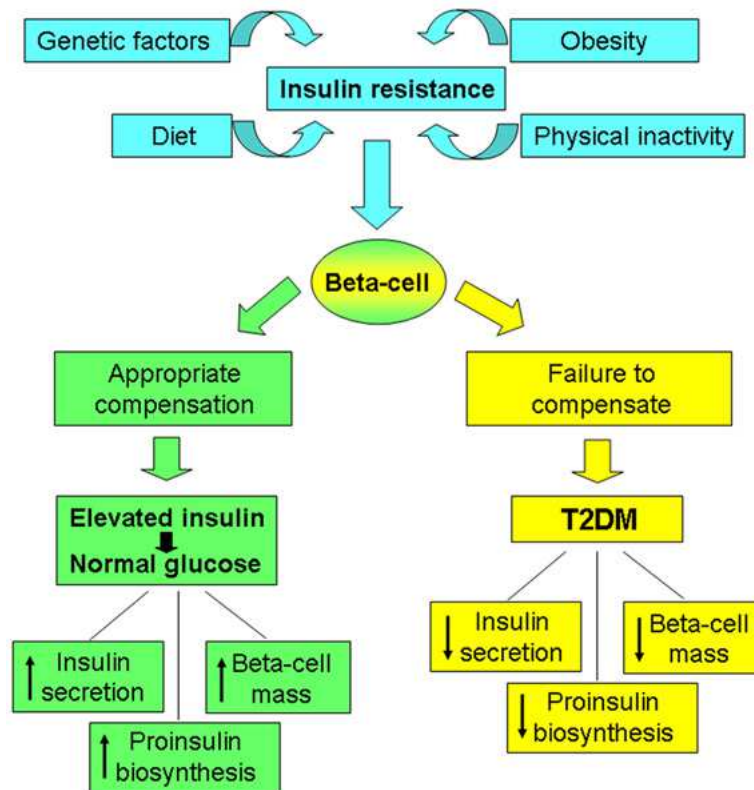 Genetic factors
Obesity
Insulin resistance
Diet
Physical inactivity
Beta-cell
Appropriate
compensation
Failure to
compensate
Elevated insulin
Normal glucose
T2DM
Insulin
secretion
Beta-cell
mass
Proinsulin
biosynthesis
Insulin
secretion
Beta-cell
mass
Proinsulin
biosynthesis